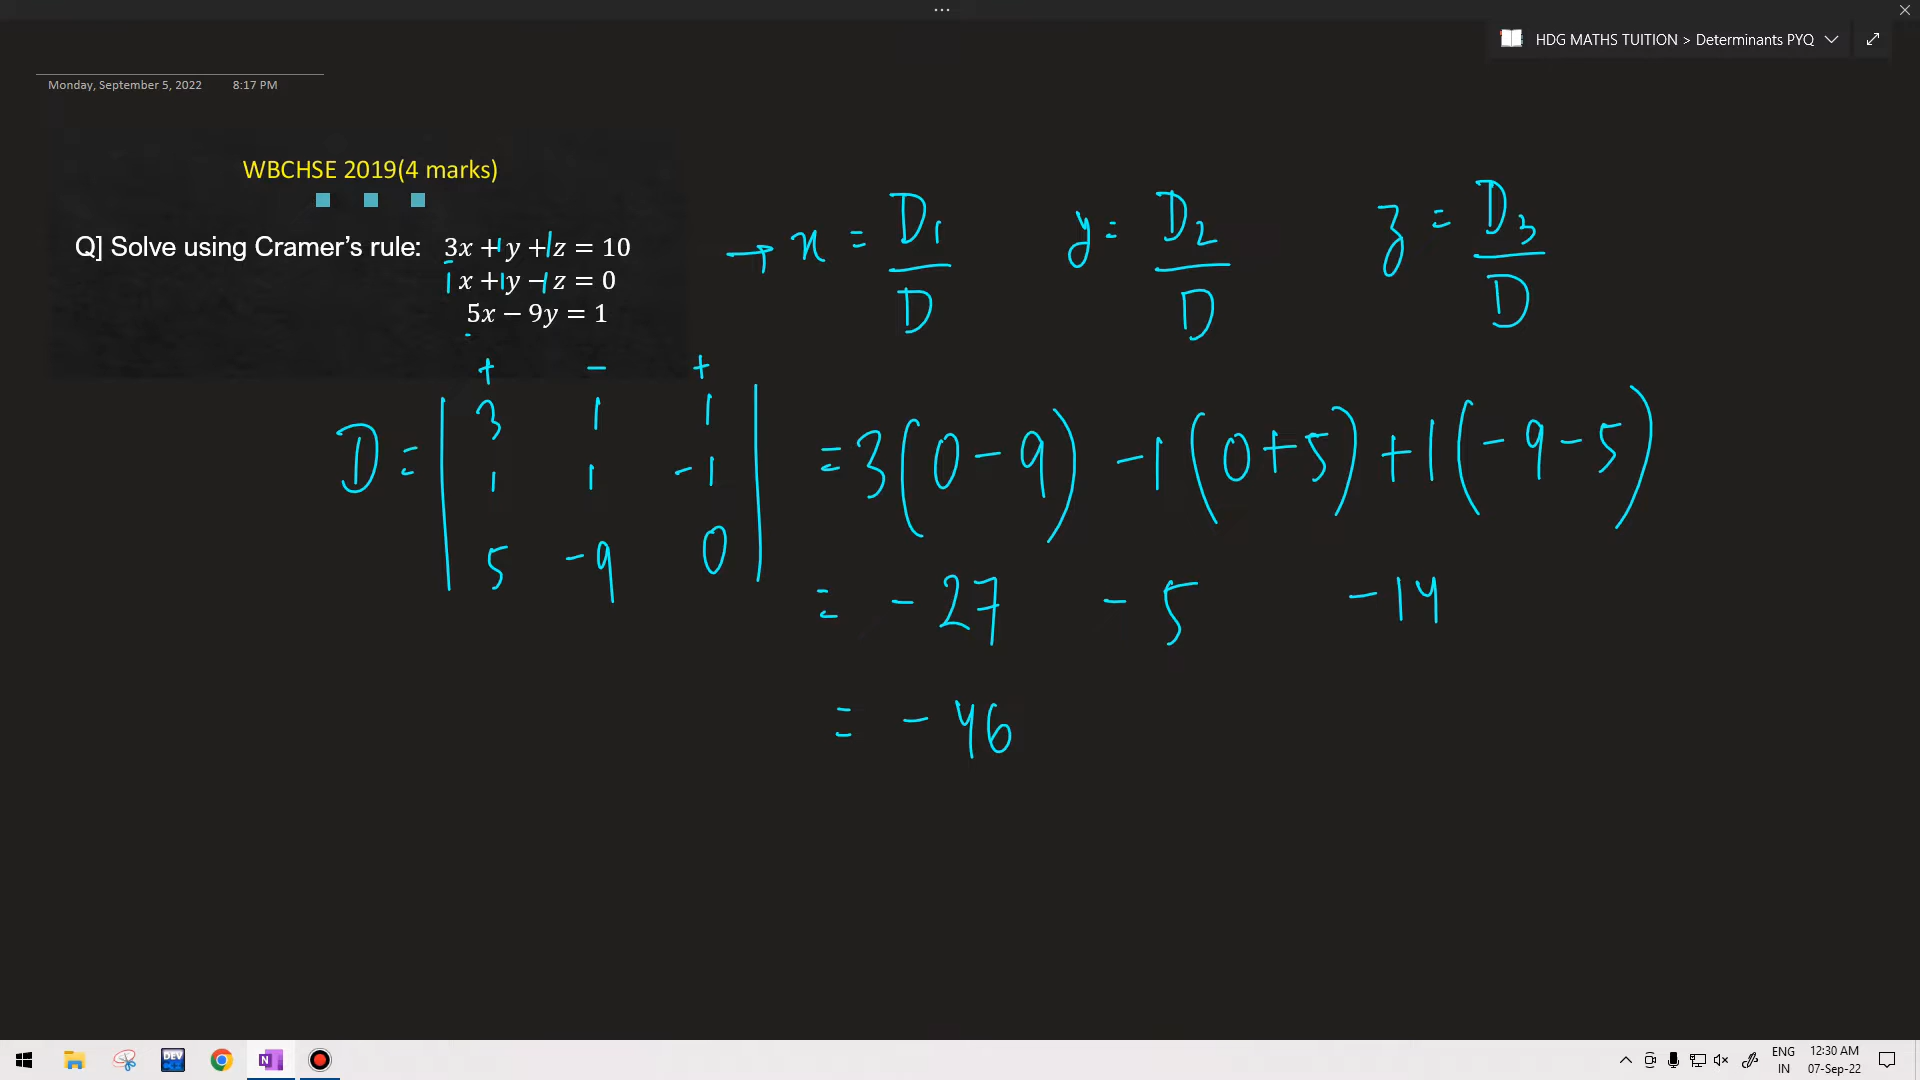 HDG MATHS TUITION > Determinants PYQ
Monday, September 5, 2022 8:17 PM
WBCHSE 2019(4 marks)
Q] Solve using Cramer’s rule: 3x + 1y + 1z = 10
1x + 1y − 1z = 0
5x − 9y = 1
→ x = D₁/D y = D₂/D z = D₃/D
+ − +
D = | 3 1 1 | = 3(0 − 9) − 1(0 + 5) + 1(−9 − 5)
| 1 1 −1 |
| 5 −9 0 |
= −27 −5 −14
= −46
DEV
N
ENG 12:30 AM
IN 07-Sep-22